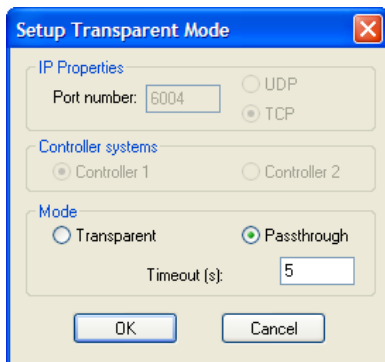 Setup Transparent Mode
IP Properties
Port number: 6004
UDP
TCP
Controller systems
Controller 1 Controller 2
Mode
Transparent Passthrough
Timeout (s): 5
OK Cancel